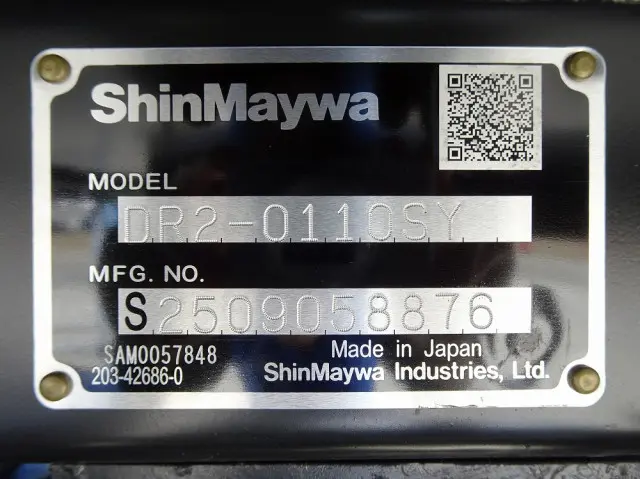 ShinMaywa
MODEL
DR2-0110SY
MFG. NO.
S2509058876
SAM0057848
Made in Japan
203-42686-0
ShinMaywa Industries, Ltd.